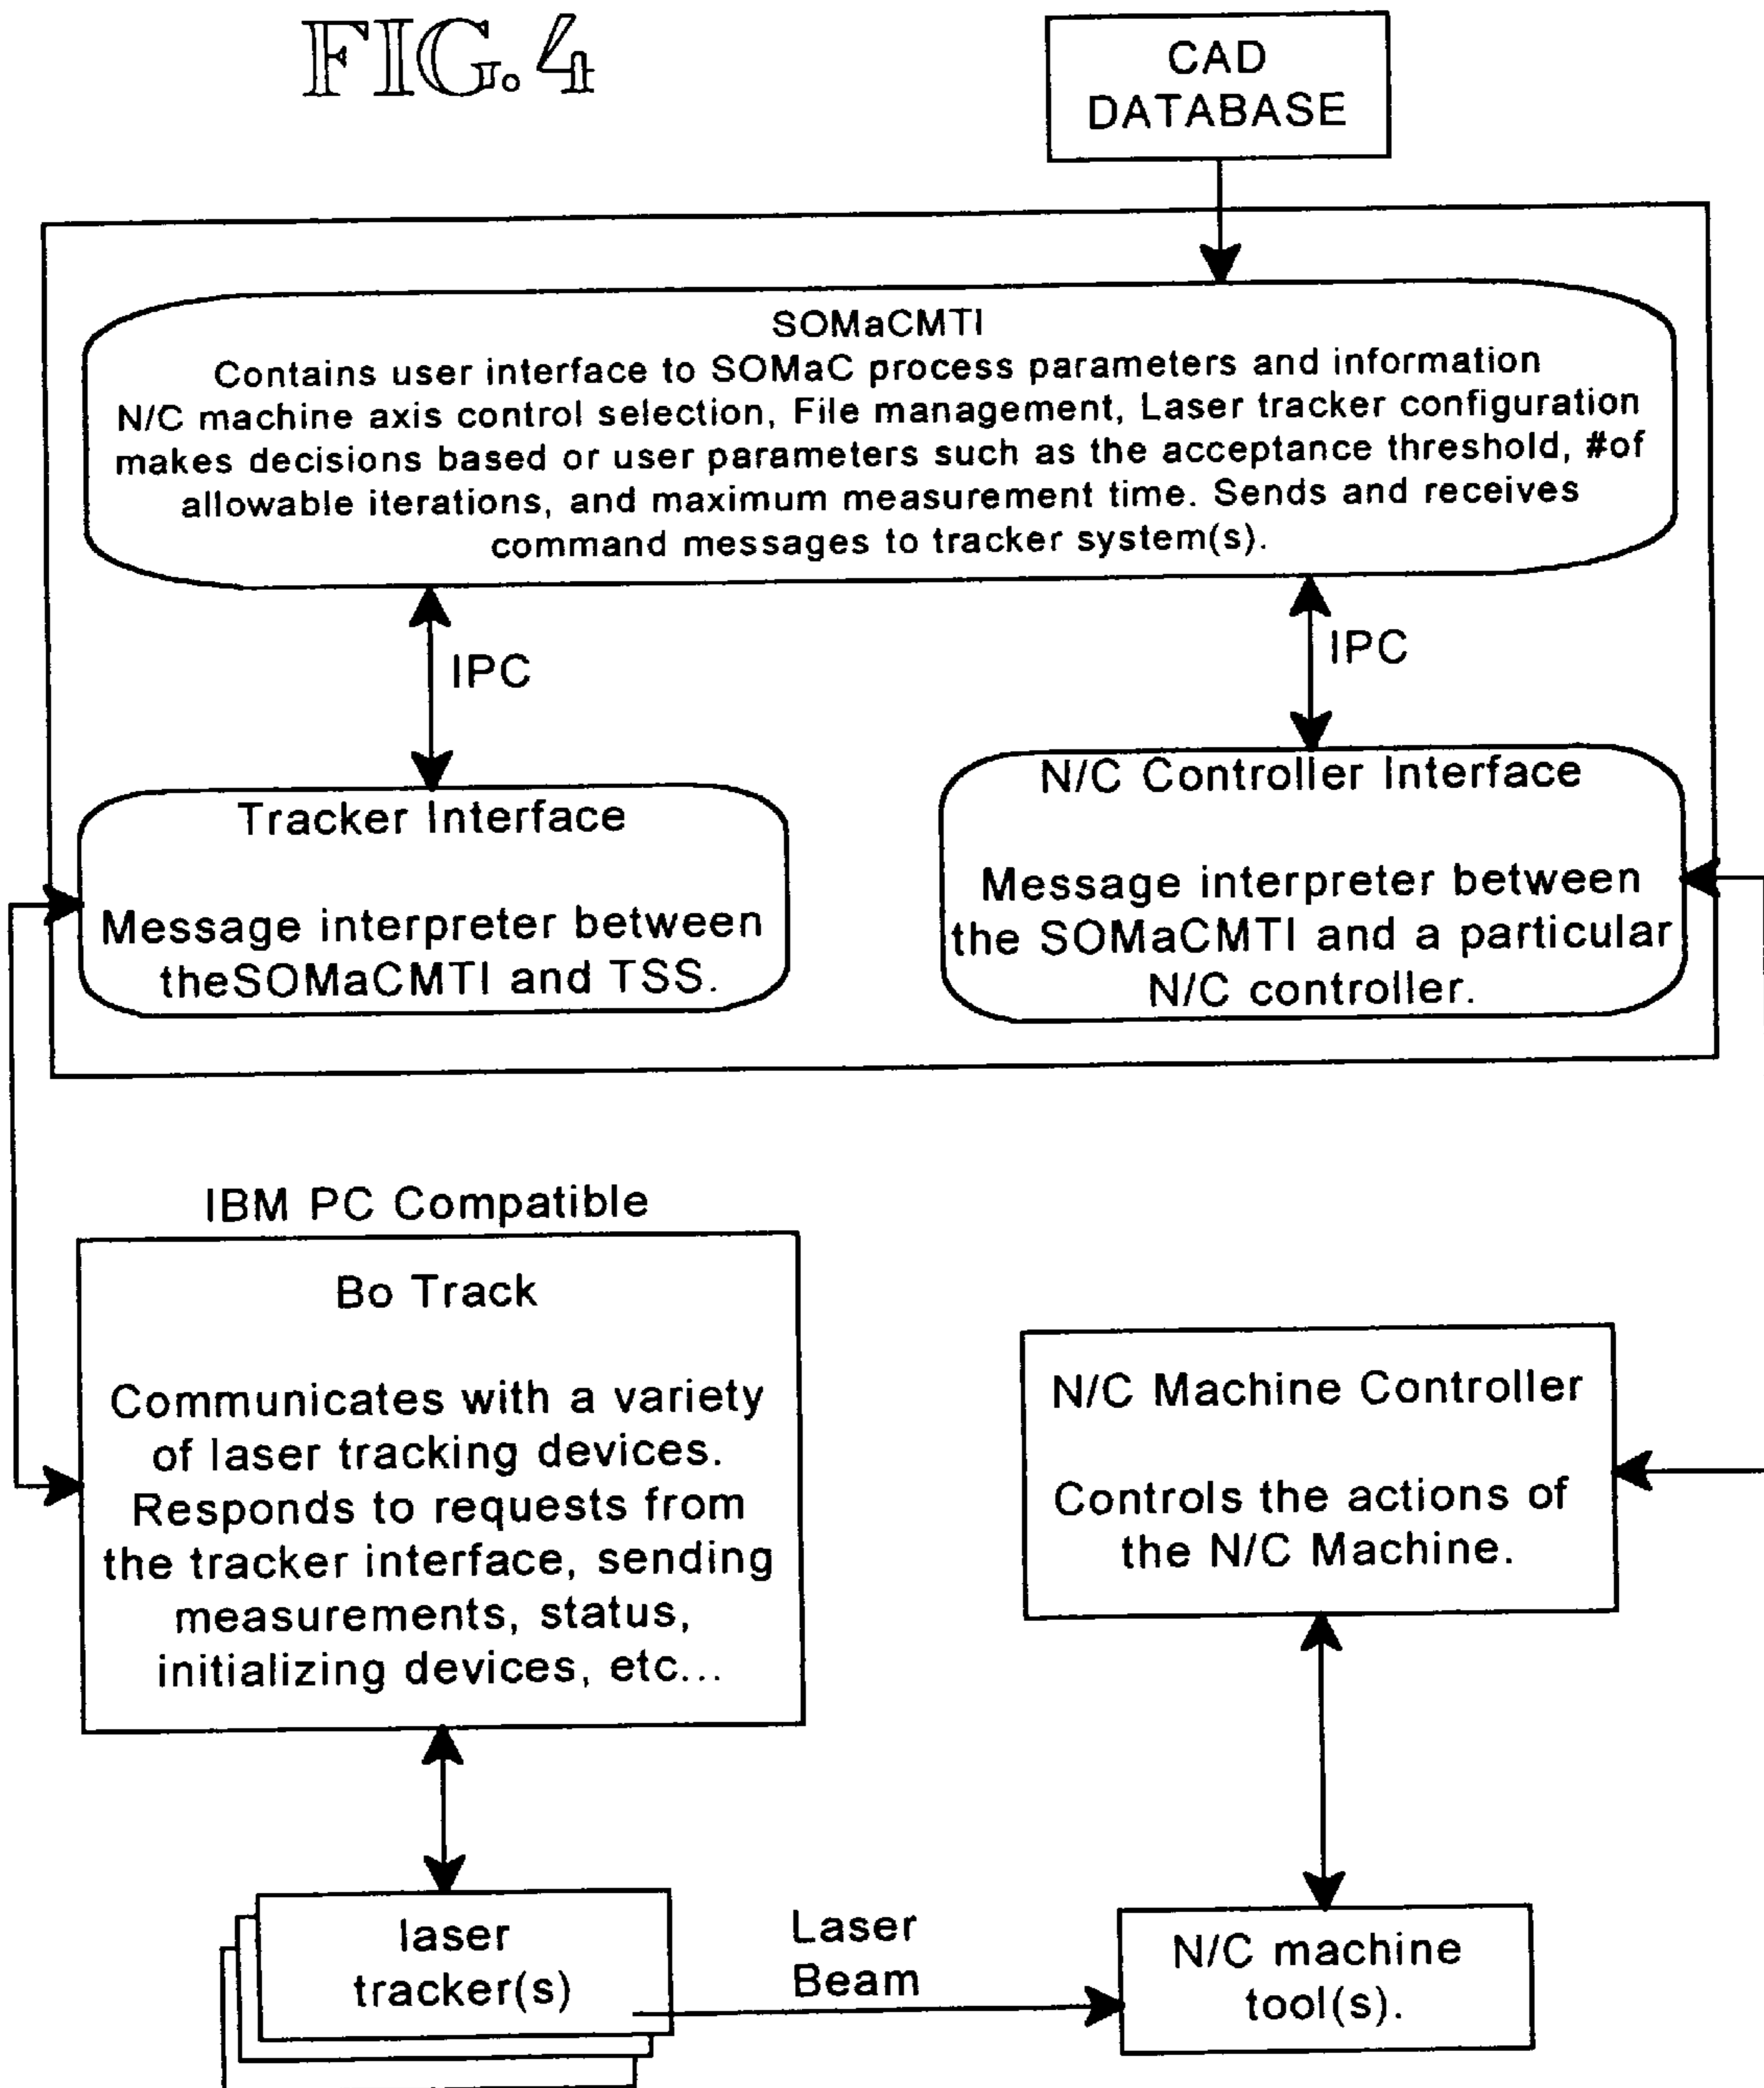 FIG. 4
CAD
DATABASE
SOMaCMTI
Contains user interface to SOMaC process parameters and information
N/C machine axis control selection, File management, Laser tracker configuration
makes decisions based or user parameters such as the acceptance threshold, #of
allowable iterations, and maximum measurement time. Sends and receives
command messages to tracker system(s).
IPC
IPC
Tracker Interface
Message interpreter between
theSOMaCMTI and TSS.
N/C Controller Interface
Message interpreter between
the SOMaCMTI and a particular
N/C controller.
IBM PC Compatible
Bo Track
Communicates with a variety
of laser tracking devices.
Responds to requests from
the tracker interface, sending
measurements, status,
initializing devices, etc...
N/C Machine Controller
Controls the actions of
the N/C Machine.
laser
tracker(s)
Laser
Beam
N/C machine
tool(s).